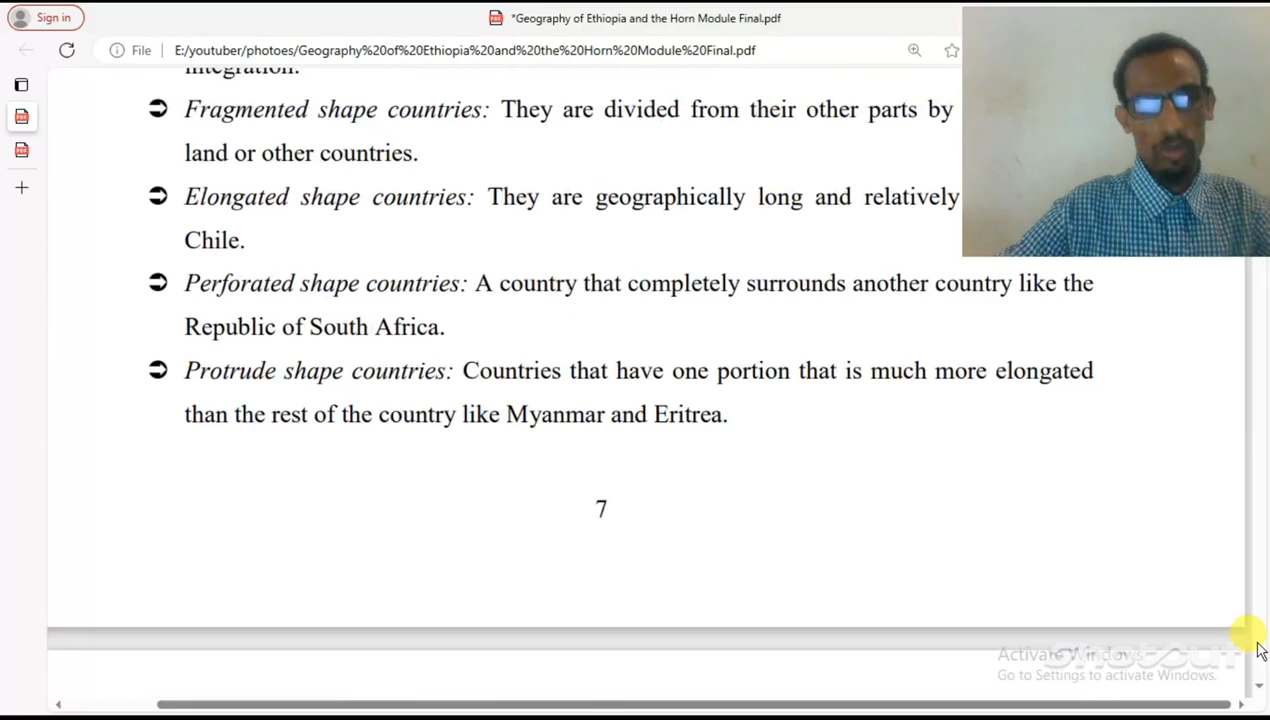 Sign in
*Geography of Ethiopia and the Horn Module Final.pdf
File
E:/youtuber/photoes/Geography%20of%20Ethiopia%20and%20the%20Horn%20Module%20Final.pdf
integration.
➲ Fragmented shape countries: They are divided from their other parts by
land or other countries.
➲ Elongated shape countries: They are geographically long and relatively
Chile.
➲ Perforated shape countries: A country that completely surrounds another country like the
Republic of South Africa.
➲ Protrude shape countries: Countries that have one portion that is much more elongated
than the rest of the country like Myanmar and Eritrea.
7
Activate Windows
Go to Settings to activate Windows.